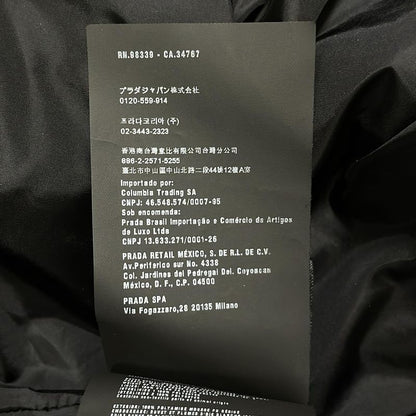 RN.98339 - CA.34767
プラダジャパン株式会社
0120-559-914
프라다코리아 (주)
02-3443-2323
香港商台灣意比有限公司台灣分公司
886-2-2571-5255
臺北市中山區中山北路二段44號12樓A室
Importado por:
Columbia Trading SA
CNPJ: 46.548.574/0007-95
Sob encomenda:
Prada Brasil Importação e Comércio de Artigos
de Luxo Ltda
CNPJ 13.633.271/0001-26
PRADA RETAIL MÉXICO, S. DE R.L. DE C.V.
Av.Periferico sur No. 4338
Col. Jardines del Pedregal Del. Coyoacan
México, D. F., C.P. 04500
PRADA SPA
Via Fogazzaro,28 20135 Milano